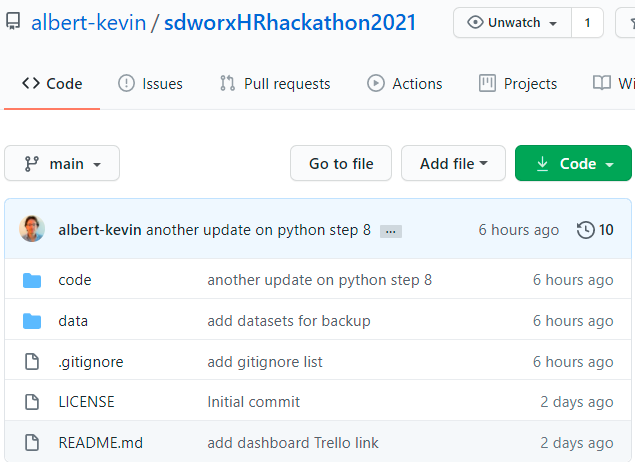 albert-kevin / sdworxHRhackathon2021 Unwatch 1
Code Issues Pull requests Actions Projects Wi
main Go to file Add file Code
albert-kevin another update on python step 8 ... 6 hours ago 10
code another update on python step 8 6 hours ago
data add datasets for backup 6 hours ago
.gitignore add gitignore list 6 hours ago
LICENSE Initial commit 2 days ago
README.md add dashboard Trello link 2 days ago